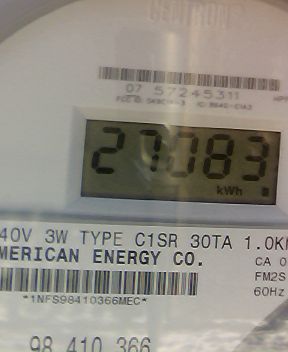 CENTRON
07 57245311
27083
kWh
40V 3W TYPE C1SR 30TA 1.0K
MERICAN ENERGY CO.
CA 0
FM2S
60Hz
*1NFS98410366MEC*
98 410 366